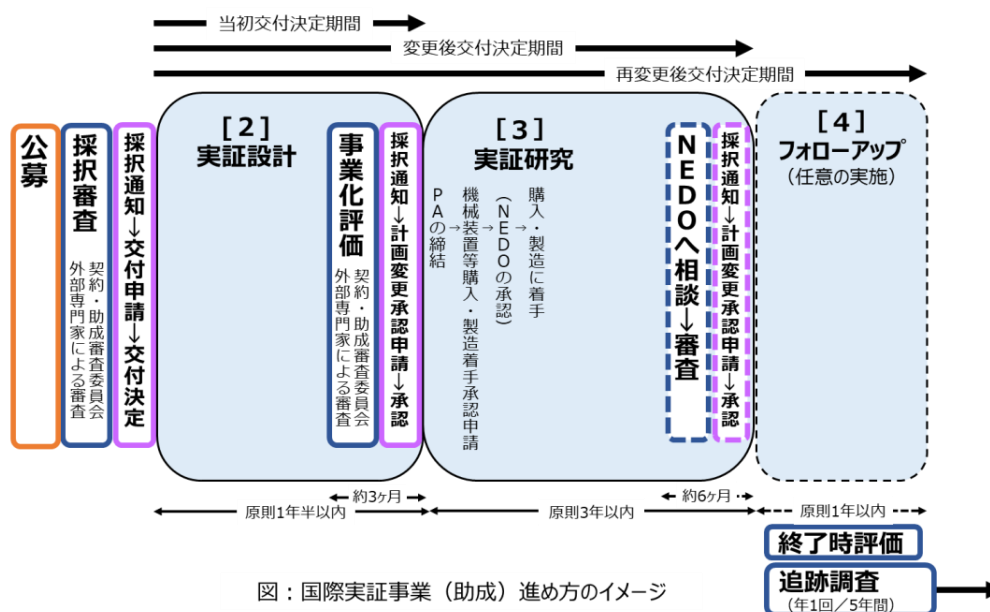 当初交付決定期間
変更後交付決定期間
再変更後交付決定期間
公募
採択審査
契約・助成審査委員会
外部専門家による審査
採択通知→交付申請→交付決定
［２］
実証設計
事業化評価
契約・助成審査委員会
外部専門家による審査
採択通知→計画変更承認申請→承認
［３］
実証研究
PAの締結
→
機械装置等購入・製造着手承認申請
→
（NEDOの承認）
→
購入・製造に着手
NEDOへ相談→審査
採択通知→計画変更承認申請→承認
［４］
フォローアップ
（任意の実施）
約3ヶ月
約6ヶ月
原則1年半以内
原則3年以内
原則1年以内
終了時評価
追跡調査
（年1回／5年間）
図：国際実証事業（助成）進め方のイメージ